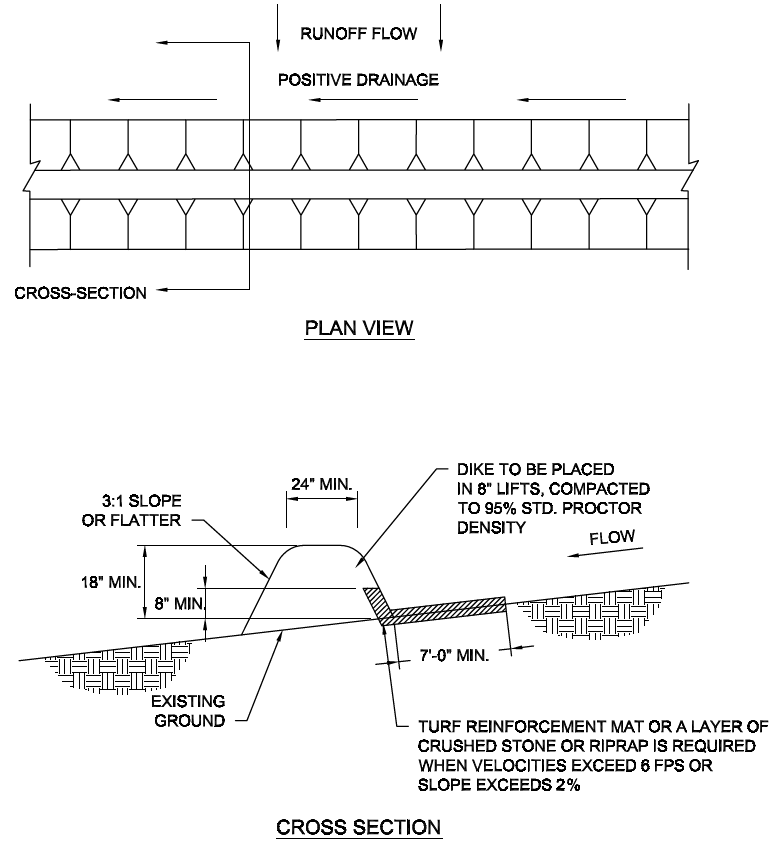 RUNOFF FLOW
POSITIVE DRAINAGE
CROSS-SECTION
PLAN VIEW
24" MIN.
3:1 SLOPE
OR FLATTER
DIKE TO BE PLACED
IN 8" LIFTS, COMPACTED
TO 95% STD. PROCTOR
DENSITY
FLOW
18" MIN.
8" MIN.
7'-0" MIN.
EXISTING
GROUND
TURF REINFORCEMENT MAT OR A LAYER OF
CRUSHED STONE OR RIPRAP IS REQUIRED
WHEN VELOCITIES EXCEED 6 FPS OR
SLOPE EXCEEDS 2%
CROSS SECTION